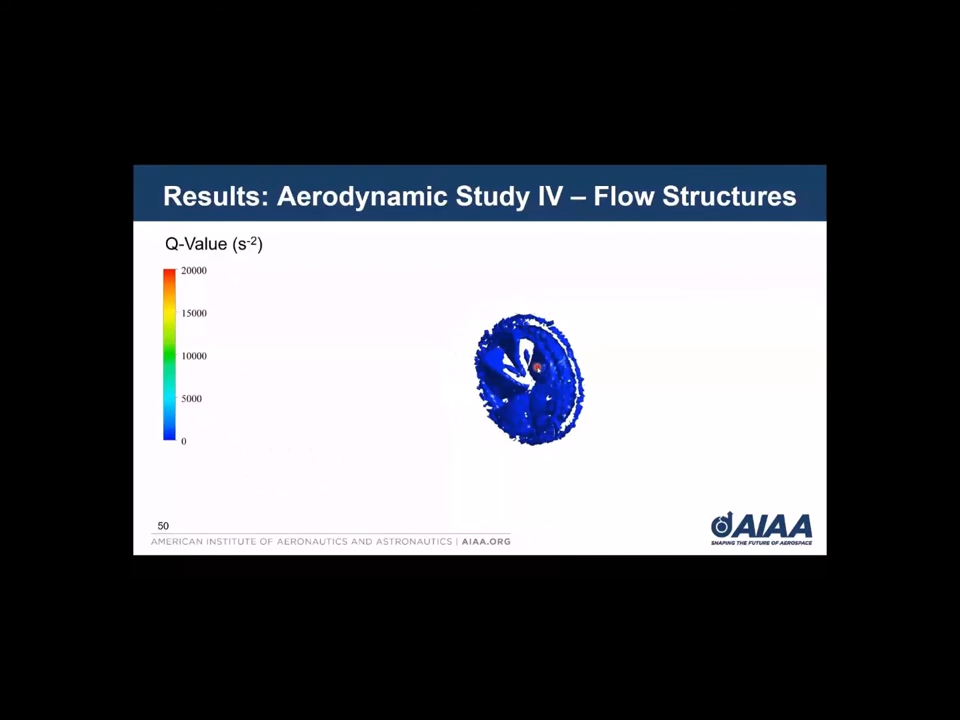 Results: Aerodynamic Study IV – Flow Structures
Q-Value (s-2)
20000
15000
10000
5000
0
50
AMERICAN INSTITUTE OF AERONAUTICS AND ASTRONAUTICS | AIAA.ORG
AIAA
SHAPING THE FUTURE OF AEROSPACE